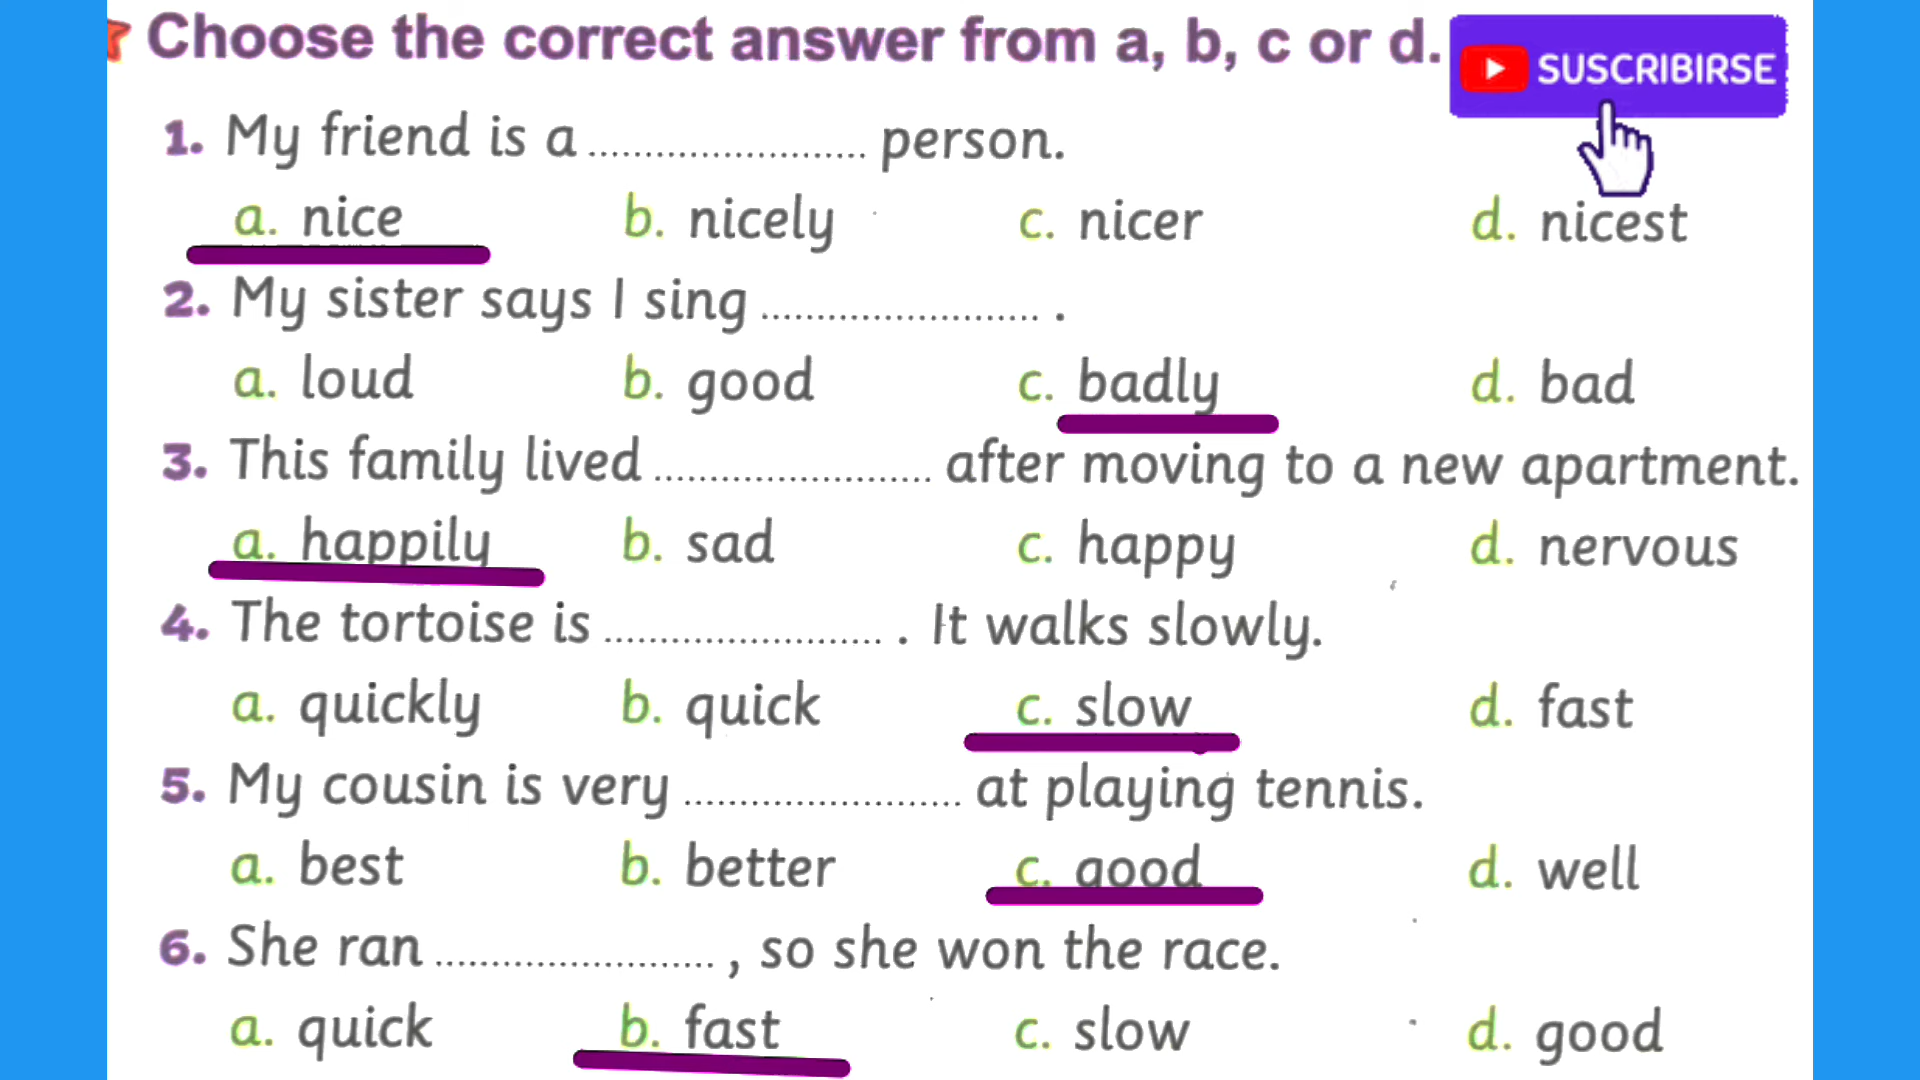 Choose the correct answer from a, b, c or d.
SUSCRIBIRSE
1. My friend is a ........................ person.
a. nice b. nicely c. nicer d. nicest
2. My sister says I sing ........................ .
a. loud b. good c. badly d. bad
3. This family lived ........................ after moving to a new apartment.
a. happily b. sad c. happy d. nervous
4. The tortoise is ........................ . It walks slowly.
a. quickly b. quick c. slow d. fast
5. My cousin is very ........................ at playing tennis.
a. best b. better c. good d. well
6. She ran ........................ , so she won the race.
a. quick b. fast c. slow d. good